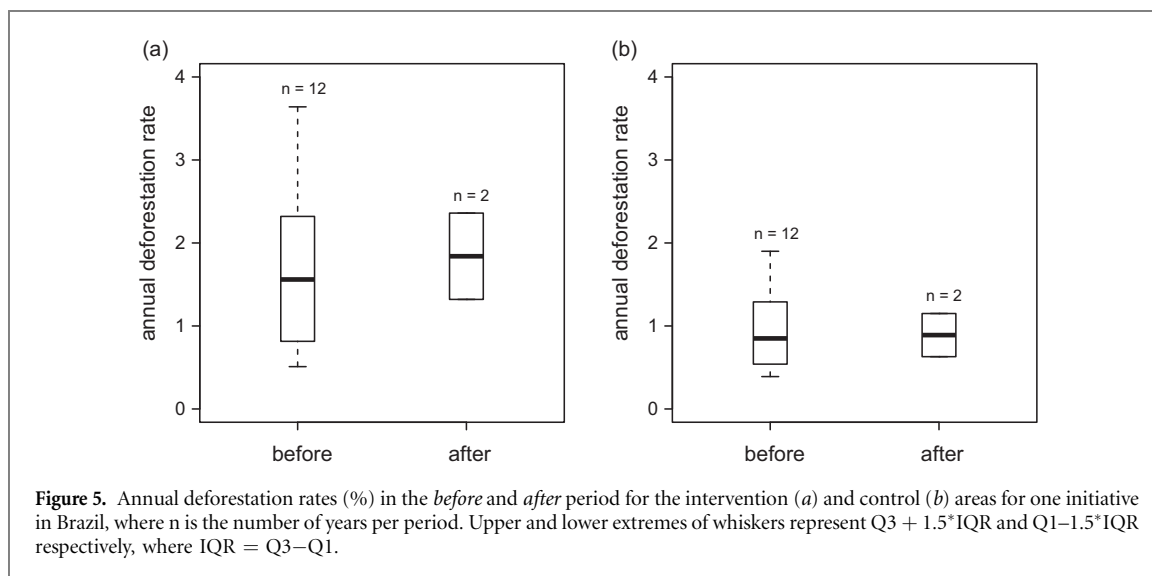 (a)
annual deforestation rate
4
3
2
1
0
n = 12
n = 2
before after
(b)
annual deforestation rate
4
3
2
1
0
n = 12
n = 2
before after
Figure 5. Annual deforestation rates (%) in the before and after period for the intervention (a) and control (b) areas for one initiative
in Brazil, where n is the number of years per period. Upper and lower extremes of whiskers represent Q3 + 1.5*IQR and Q1–1.5*IQR
respectively, where IQR = Q3−Q1.